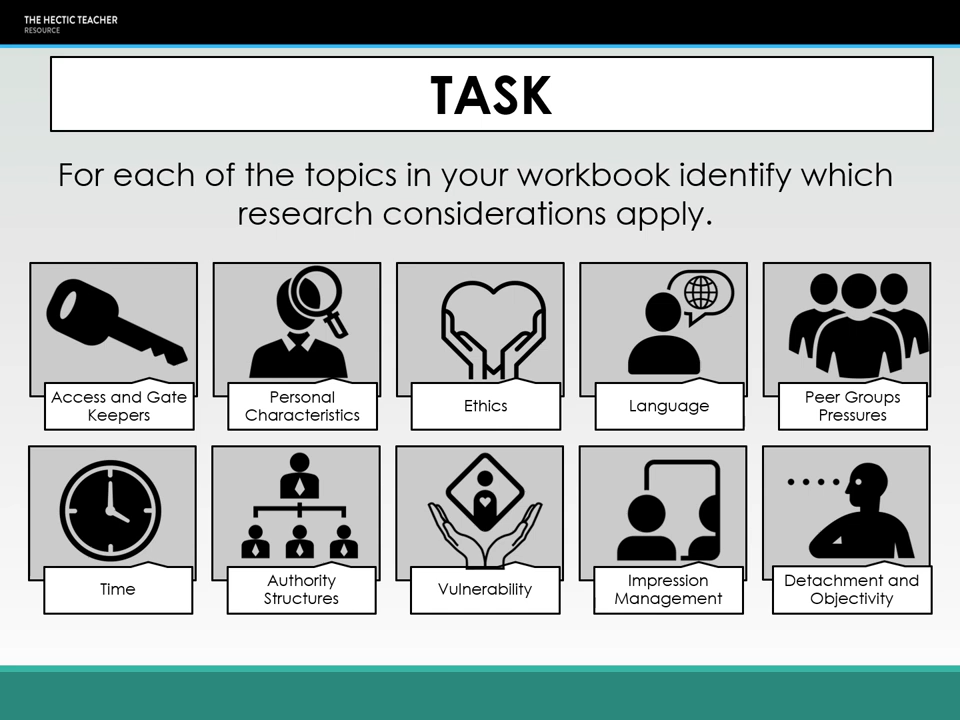 THE HECTIC TEACHER
RESOURCE
TASK
For each of the topics in your workbook identify which
research considerations apply.
Access and Gate
Keepers
Personal
Characteristics
Ethics
Language
Peer Groups
Pressures
Time
Authority
Structures
Vulnerability
Impression
Management
Detachment and
Objectivity